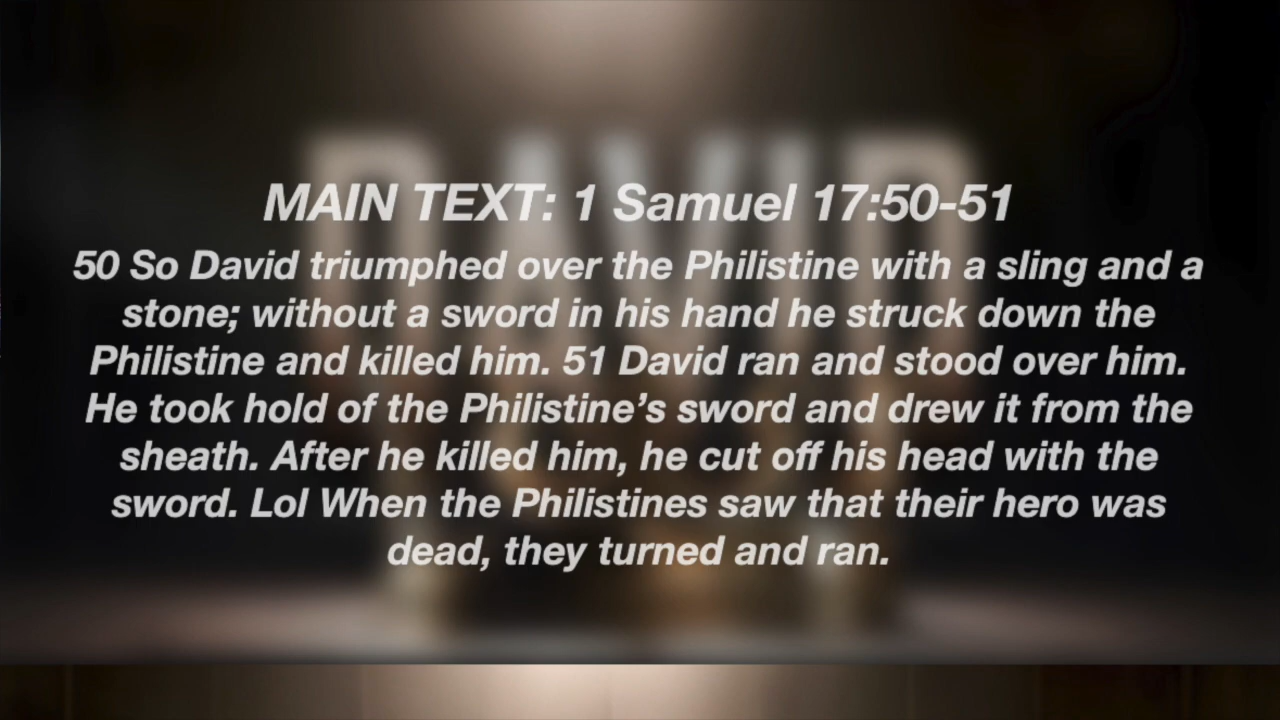 DAVID
MAIN TEXT: 1 Samuel 17:50-51
50 So David triumphed over the Philistine with a sling and a
stone; without a sword in his hand he struck down the
Philistine and killed him. 51 David ran and stood over him.
He took hold of the Philistine’s sword and drew it from the
sheath. After he killed him, he cut off his head with the
sword. Lol When the Philistines saw that their hero was
dead, they turned and ran.